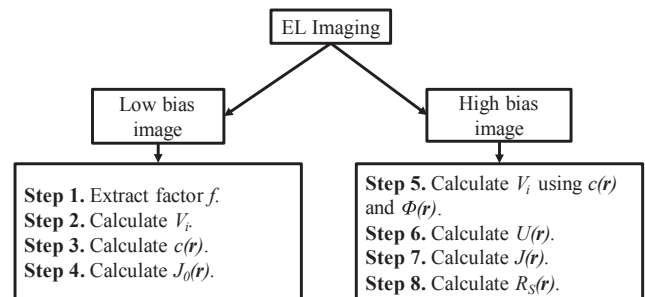 EL Imaging
Low bias
image
High bias
image
Step 1. Extract factor f.
Step 2. Calculate Vi.
Step 3. Calculate c(r).
Step 4. Calculate J0(r).
Step 5. Calculate Vi using c(r)
and Φ(r).
Step 6. Calculate U(r).
Step 7. Calculate J(r).
Step 8. Calculate RS(r).